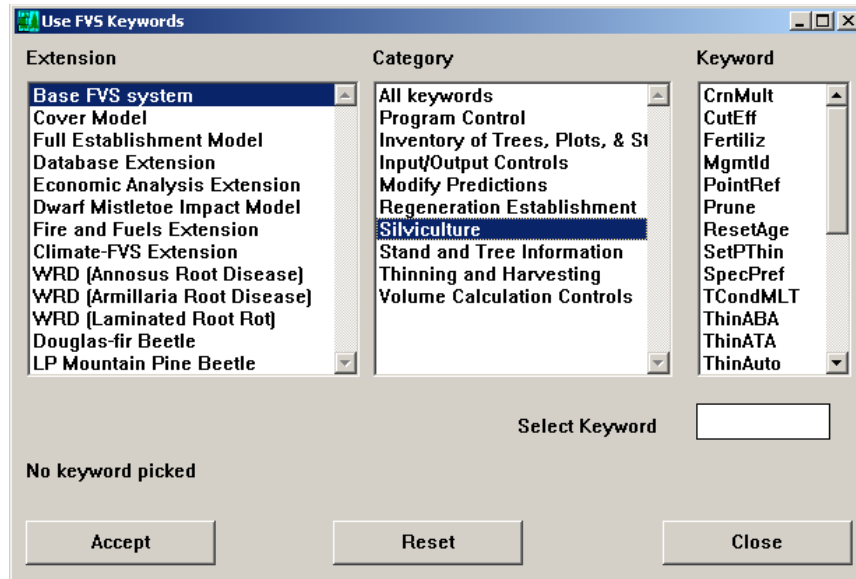 Use FVS Keywords
Extension
Category
Keyword
Base FVS system
Cover Model
Full Establishment Model
Database Extension
Economic Analysis Extension
Dwarf Mistletoe Impact Model
Fire and Fuels Extension
Climate-FVS Extension
WRD (Annosus Root Disease)
WRD (Armillaria Root Disease)
WRD (Laminated Root Rot)
Douglas-fir Beetle
LP Mountain Pine Beetle
All keywords
Program Control
Inventory of Trees, Plots, & St
Input/Output Controls
Modify Predictions
Regeneration Establishment
Silviculture
Stand and Tree Information
Thinning and Harvesting
Volume Calculation Controls
CrnMult
CutEff
Fertiliz
MgmtId
PointRef
Prune
ResetAge
SetPThin
SpecPref
TCondMLT
ThinABA
ThinATA
ThinAuto
Select Keyword
No keyword picked
Accept
Reset
Close